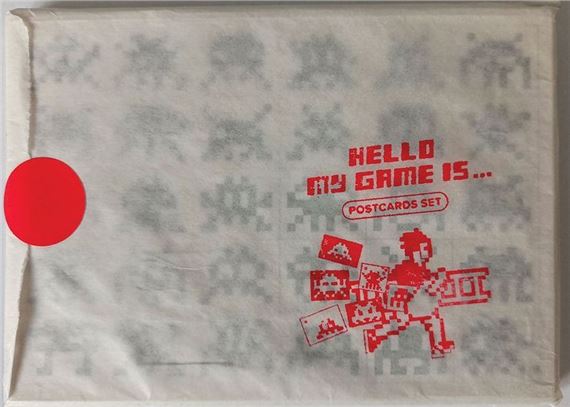 HELLO
MY GAME IS...
POSTCARDS SET